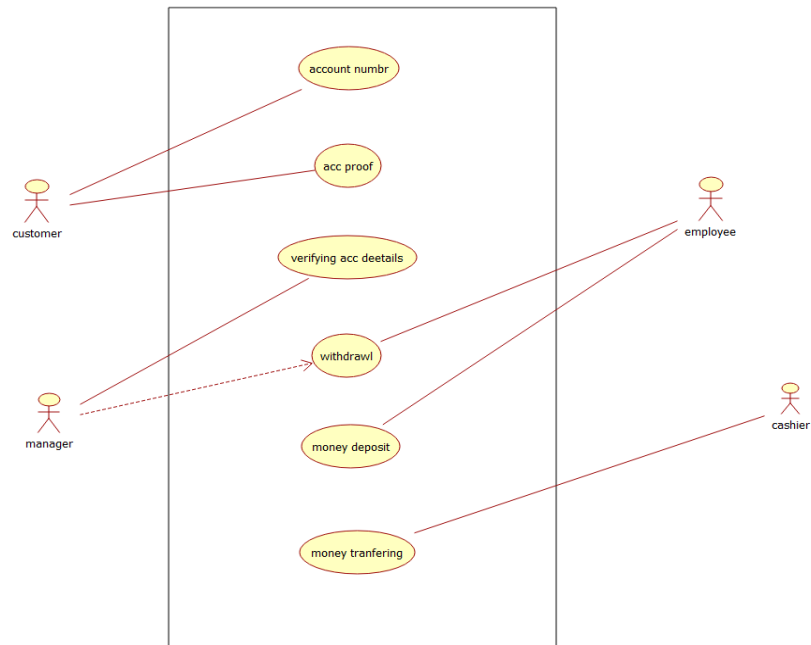 account numbr
acc proof
customer
employee
verifying acc deetails
withdrawl
manager
cashier
money deposit
money tranfering